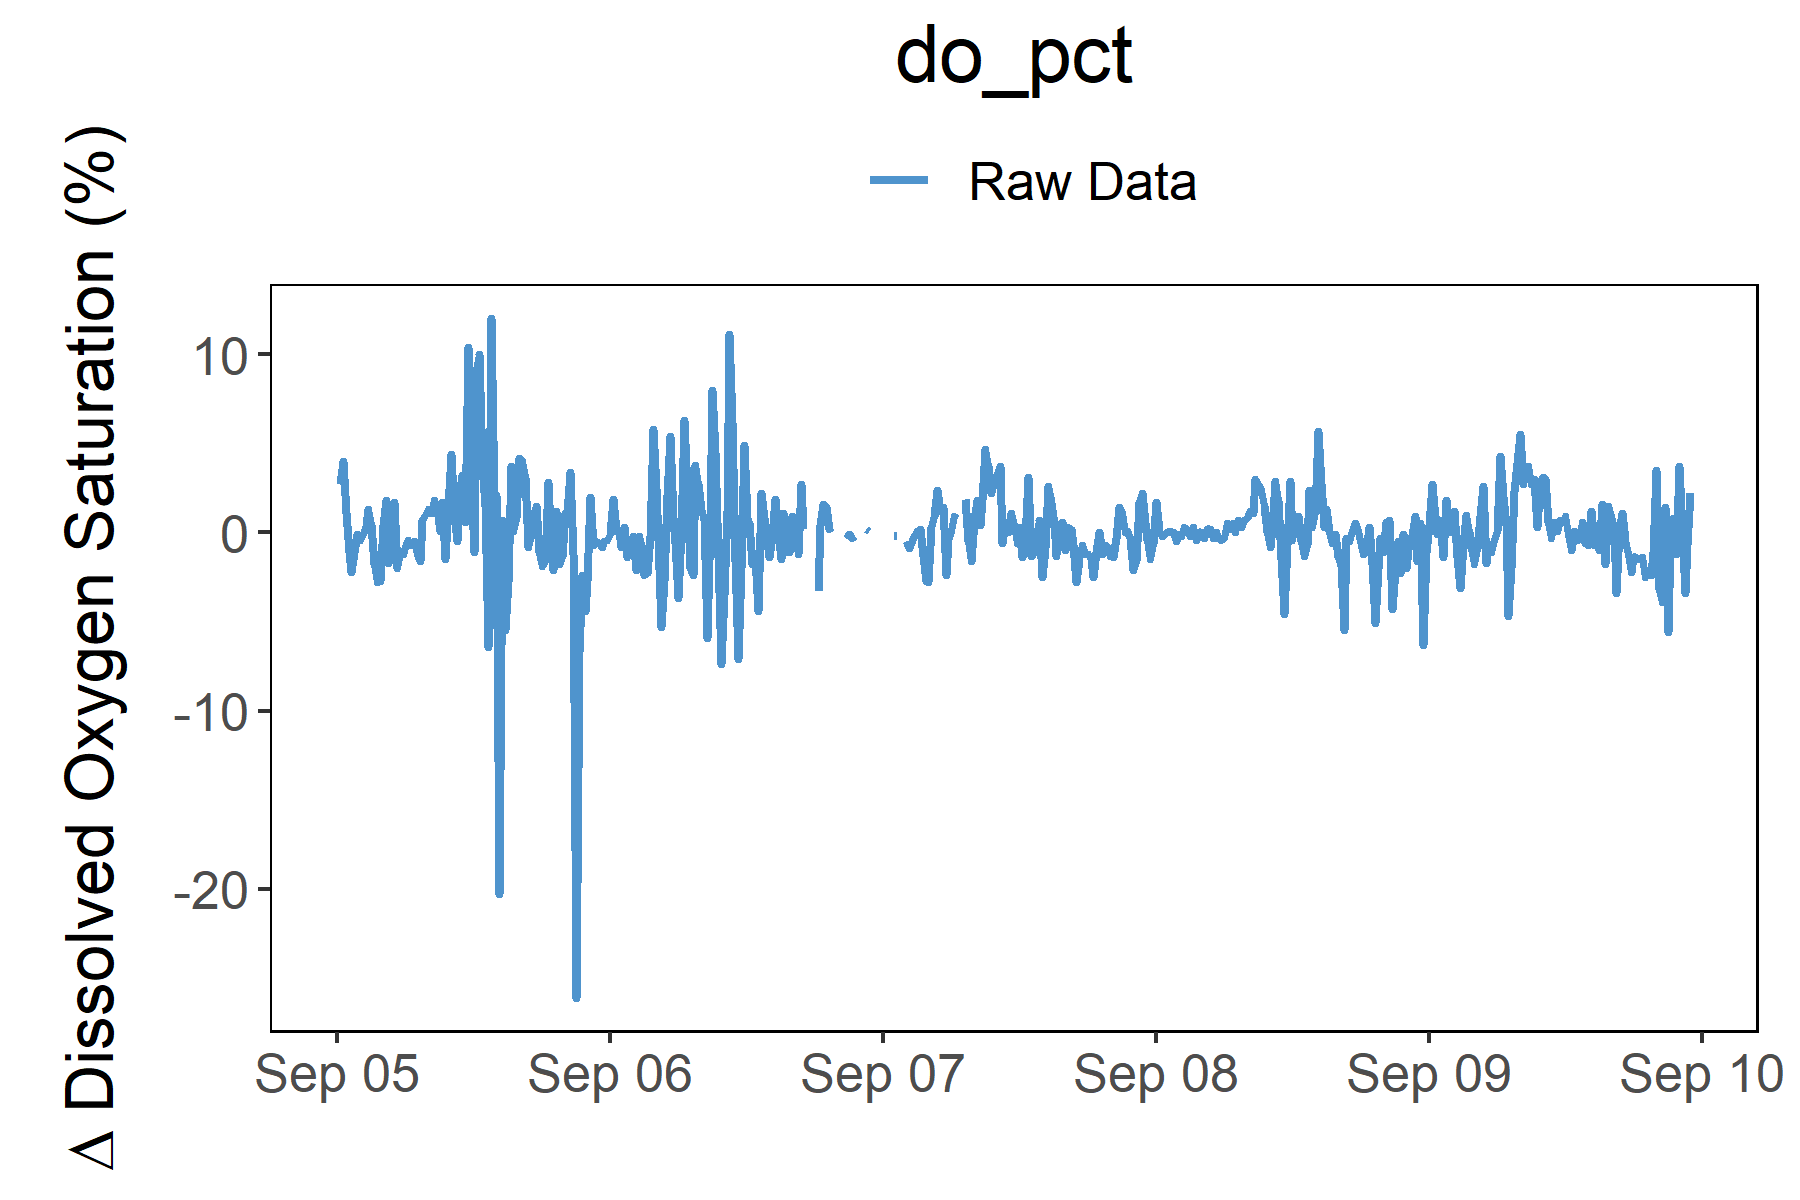 do_pct
Raw Data
Δ Dissolved Oxygen Saturation (%)
10
0
-10
-20
Sep 05
Sep 06
Sep 07
Sep 08
Sep 09
Sep 10